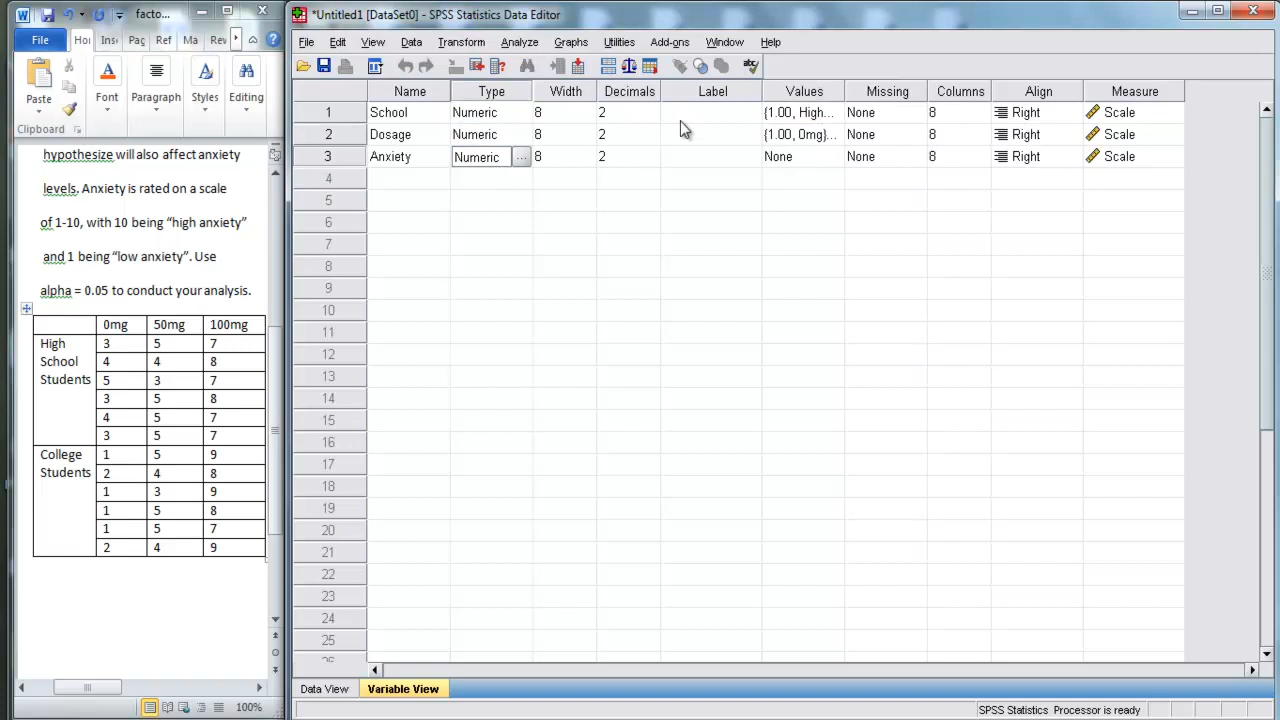 facto...
*Untitled1 [DataSet0] - SPSS Statistics Data Editor
File Hor Ins Pag Ref Ma Rev
File Edit View Data Transform Analyze Graphs Utilities Add-ons Window Help
Paste Font Paragraph Styles Editing
Clipboard
Name Type Width Decimals Label Values Missing Columns Align Measure
1 School Numeric 8 2 {1.00, High... None 8 Right Scale
2 Dosage Numeric 8 2 {1.00, 0mg}... None 8 Right Scale
3 Anxiety Numeric ... 8 2 None None 8 Right Scale
4
5
6
7
8
9
10
11
12
13
14
15
16
17
18
19
20
21
22
23
24
25
hypothesize will also affect anxiety
levels. Anxiety is rated on a scale
of 1-10, with 10 being “high anxiety”
and 1 being “low anxiety”. Use
alpha = 0.05 to conduct your analysis.
0mg 50mg 100mg
High 3 5 7
School 4 4 8
Students 5 3 7
3 5 8
4 5 7
3 5 7
College 1 5 9
Students 2 4 8
1 3 9
1 5 8
1 5 7
2 4 9
Data View Variable View
100%
SPSS Statistics Processor is ready